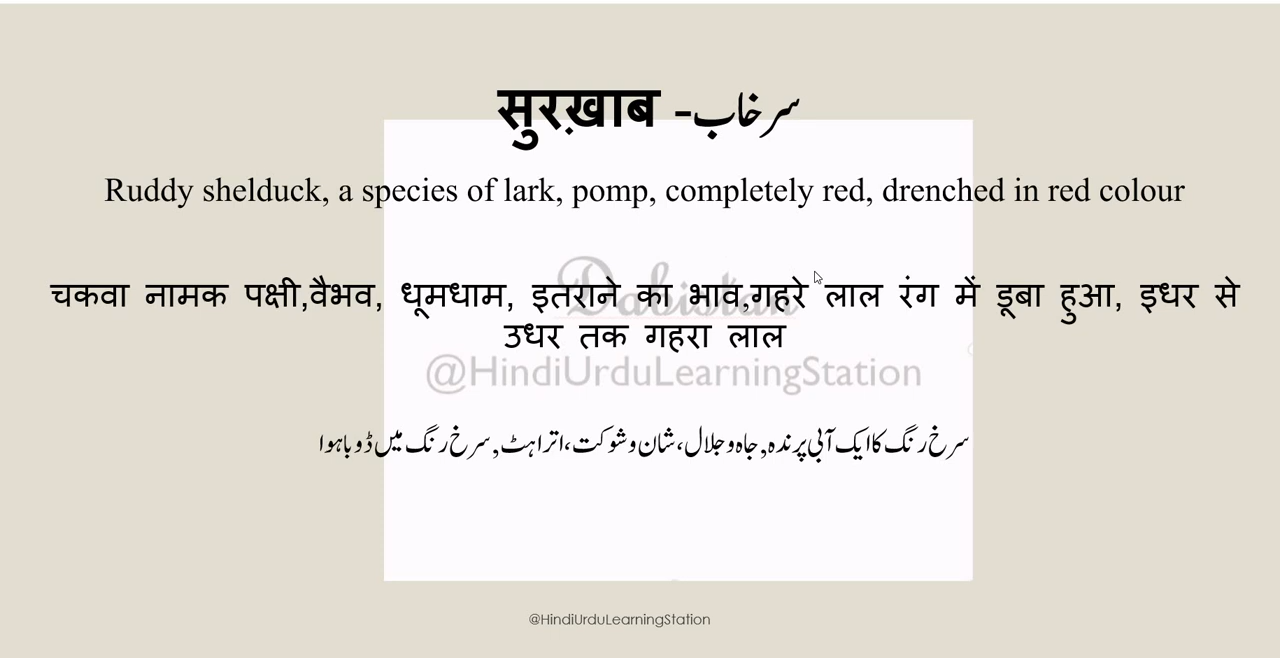 सुरख़ाब -سرخاب
Ruddy shelduck, a species of lark, pomp, completely red, drenched in red colour
Dabistan
चकवा नामक पक्षी,वैभव, धूमधाम, इतराने का भाव,गहरे लाल रंग में डूबा हुआ, इधर से
उधर तक गहरा लाल
@HindiUrduLearningStation
سرخ رنگ کا ایک آبی پرندہ, جاہ و جلال، شان و شوکت، اتراہٹ, سرخ رنگ میں ڈوبا ہوا
@HindiUrduLearningStation